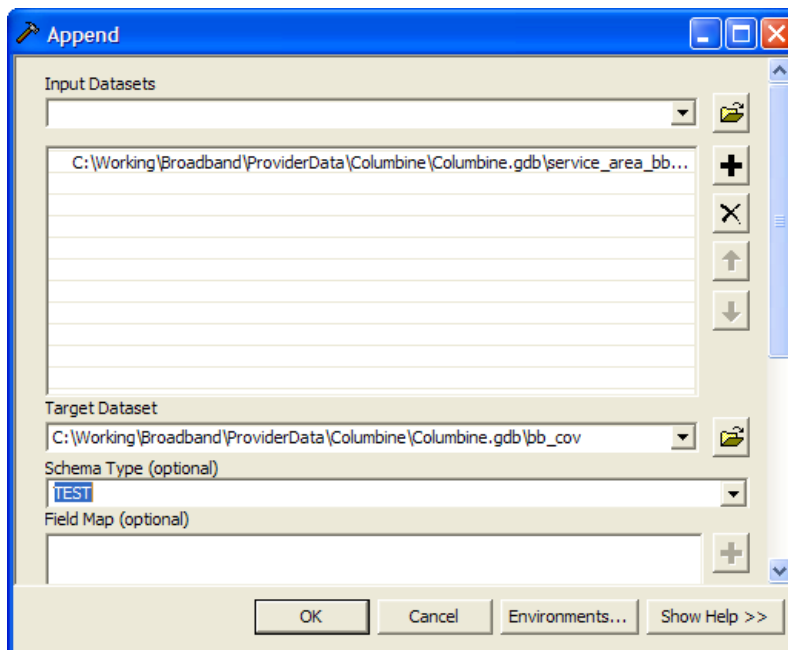 Append
Input Datasets
C:\Working\Broadband\ProviderData\Columbine\Columbine.gdb\service_area_bb...
Target Dataset
C:\Working\Broadband\ProviderData\Columbine\Columbine.gdb\bb_cov
Schema Type (optional)
TEST
Field Map (optional)
OK Cancel Environments... Show Help >>